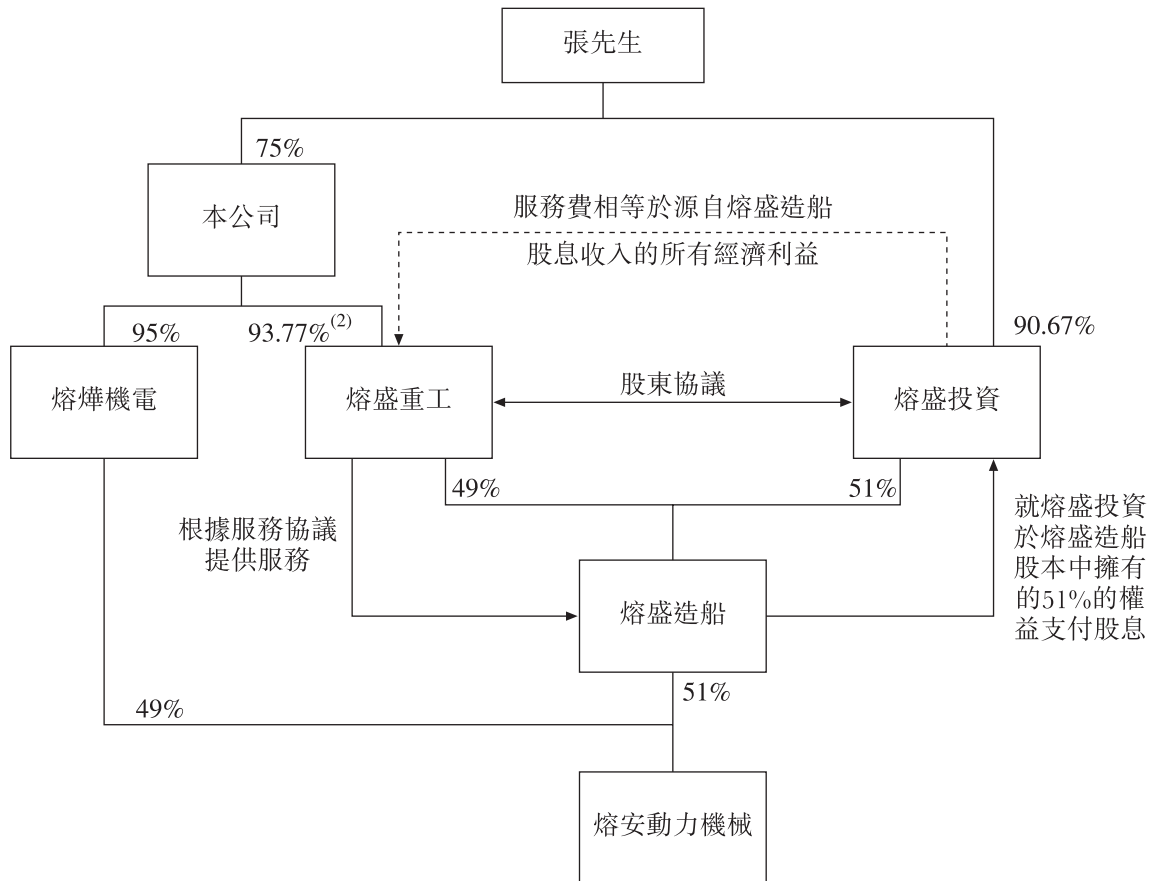 張先生
75%
本公司
服務費相等於源自熔盛造船
股息收入的所有經濟利益
95%
93.77%(2)
90.67%
熔燁機電
熔盛重工
股東協議
熔盛投資
49%
51%
根據服務協議
提供服務
就熔盛投資
於熔盛造船
股本中擁有
的51%的權
益支付股息
熔盛造船
51%
49%
熔安動力機械